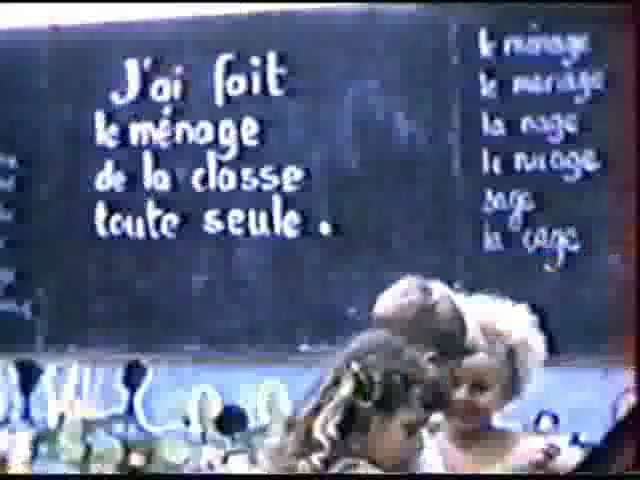 J'ai fait
le ménage
de la classe
toute seule.
le ménage
le mariage
la nage
le nuage
sage
la cage